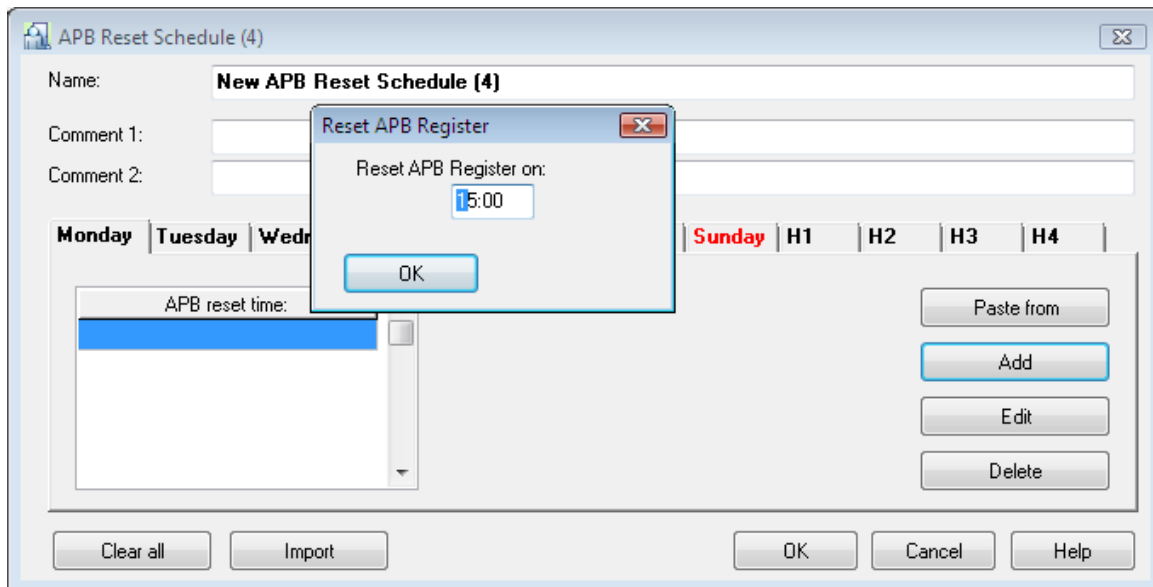 APB Reset Schedule (4)
Name: New APB Reset Schedule (4)
Reset APB Register
Comment 1:
Reset APB Register on:
Comment 2:
15:00
Monday Tuesday Wedn Sunday H1 H2 H3 H4
OK
APB reset time:
Paste from
Add
Edit
Delete
Clear all Import OK Cancel Help